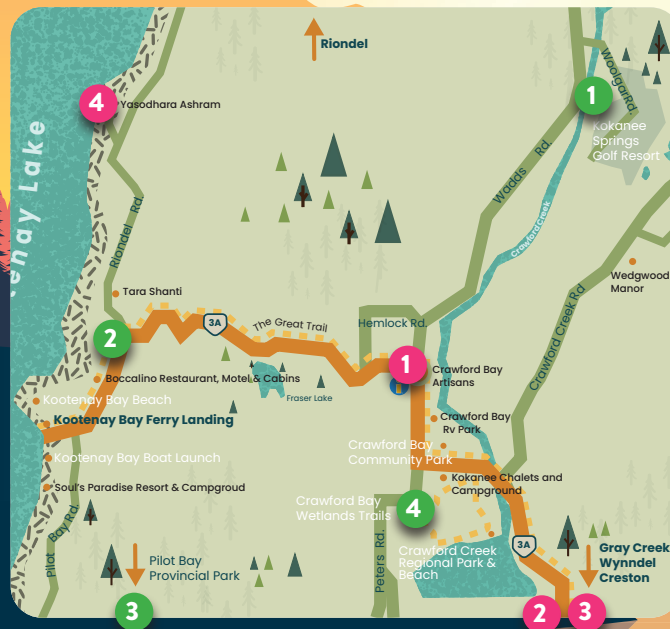 Riondel
1
Woolgar Rd.
4
Yasodhara Ashram
Kokanee
Springs
Golf Resort
endy Lake
Wadds Rd.
Riondel Rd.
Crawford Creek
Wedgwood
Manor
Tara Shanti
3A
The Great Trail
Hemlock Rd.
Crawford Creek Rd
2
1
Crawford Bay
Artisans
Boccalino Restaurant, Motel & Cabins
Fraser Lake
Kootenay Bay Beach
Kootenay Bay Ferry Landing
Crawford Bay
Rv Park
Crawford Bay
Community Park
Kootenay Bay Boat Launch
Kokanee Chalets and
Campground
Soul's Paradise Resort & Campgroud
Crawford Bay
Wetlands Trails
4
Pilot Bay Rd.
3A
Peters Rd.
Crawford Creek
Regional Park &
Beach
Gray Creek
Wynndel
Creston
Pilot Bay
Provincial Park
3
2
3